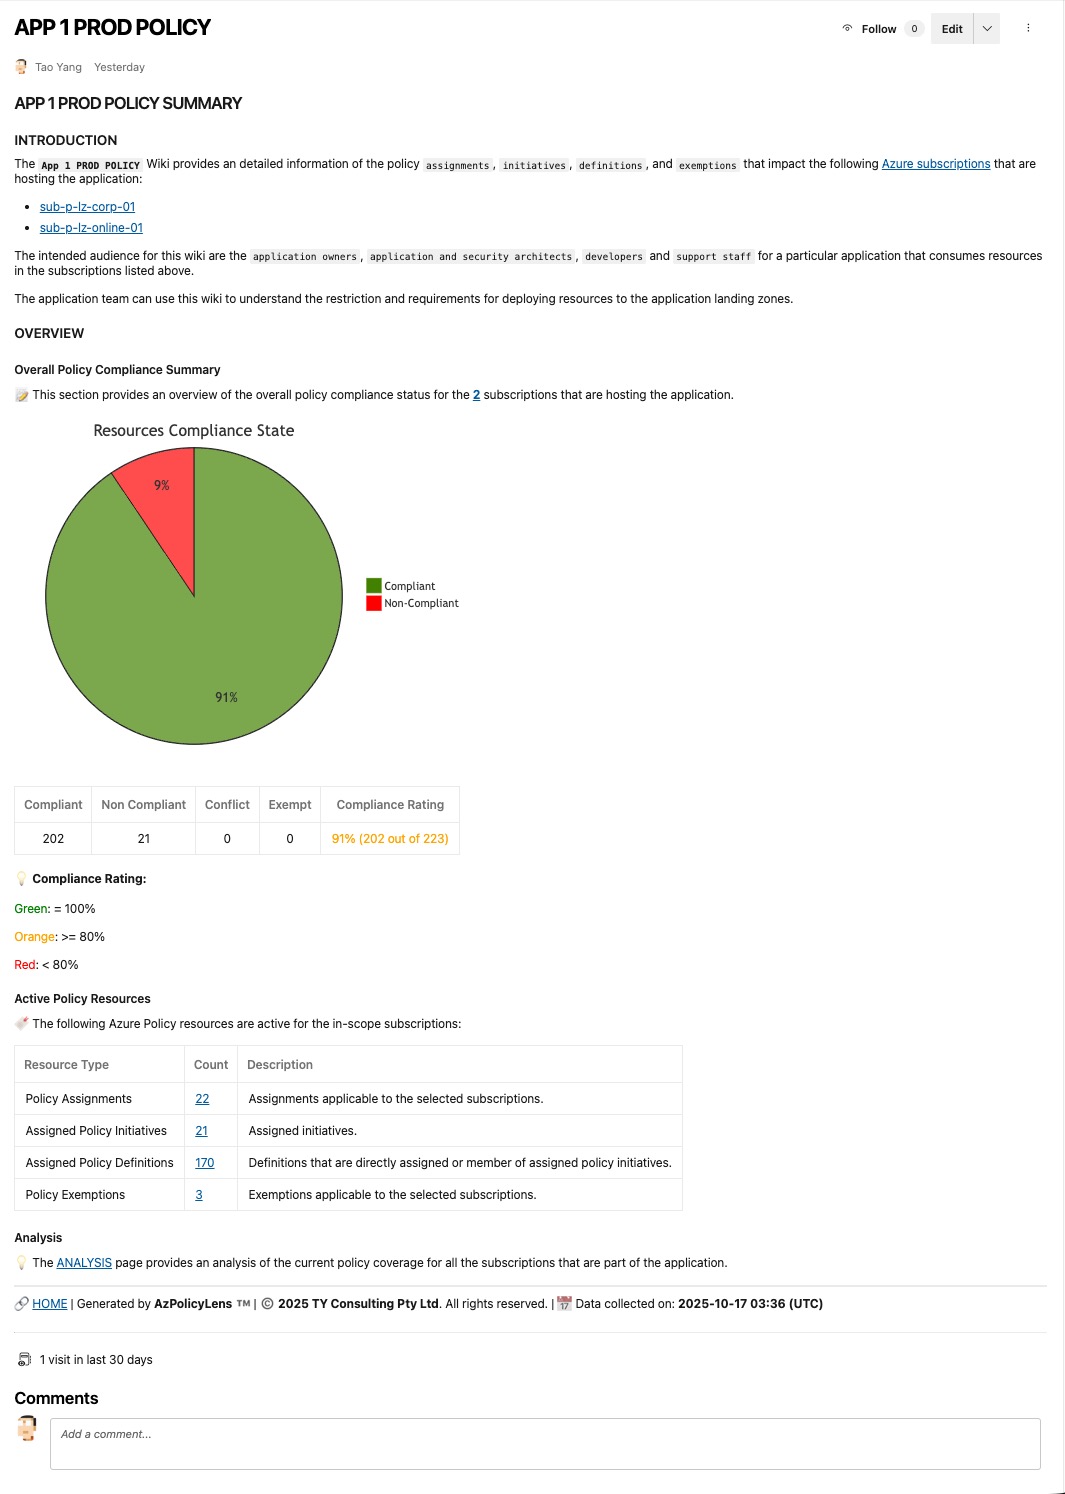 APP 1 PROD POLICY
Follow 0 Edit
Tao Yang Yesterday
APP 1 PROD POLICY SUMMARY
INTRODUCTION
The App 1 PROD POLICY Wiki provides an detailed information of the policy assignments, initiatives, definitions, and exemptions that impact the following Azure subscriptions that are
hosting the application:
• sub-p-lz-corp-01
• sub-p-lz-online-01
The intended audience for this wiki are the application owners, application and security architects, developers and support staff for a particular application that consumes resources
in the subscriptions listed above.
The application team can use this wiki to understand the restriction and requirements for deploying resources to the application landing zones.
OVERVIEW
Overall Policy Compliance Summary
📝 This section provides an overview of the overall policy compliance status for the 2 subscriptions that are hosting the application.
Resources Compliance State
9%
91%
Compliant
Non-Compliant
Compliant Non Compliant Conflict Exempt Compliance Rating
202 21 0 0 91% (202 out of 223)
💡 Compliance Rating:
Green: = 100%
Orange: >= 80%
Red: < 80%
Active Policy Resources
The following Azure Policy resources are active for the in-scope subscriptions:
Resource Type Count Description
Policy Assignments 22 Assignments applicable to the selected subscriptions.
Assigned Policy Initiatives 21 Assigned initiatives.
Assigned Policy Definitions 170 Definitions that are directly assigned or member of assigned policy initiatives.
Policy Exemptions 3 Exemptions applicable to the selected subscriptions.
Analysis
💡 The ANALYSIS page provides an analysis of the current policy coverage for all the subscriptions that are part of the application.
🔗 HOME | Generated by AzPolicyLens ™ | © 2025 TY Consulting Pty Ltd. All rights reserved. | 📅 Data collected on: 2025-10-17 03:36 (UTC)
1 visit in last 30 days
Comments
Add a comment...